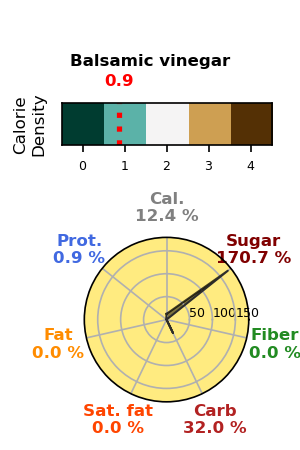 Balsamic vinegar
0.9
Calorie
Density
0 1 2 3 4
Cal.
12.4 %
Prot.
0.9 %
Sugar
170.7 %
50 100 150
Fat
0.0 %
Fiber
0.0 %
Sat. fat
0.0 %
Carb
32.0 %